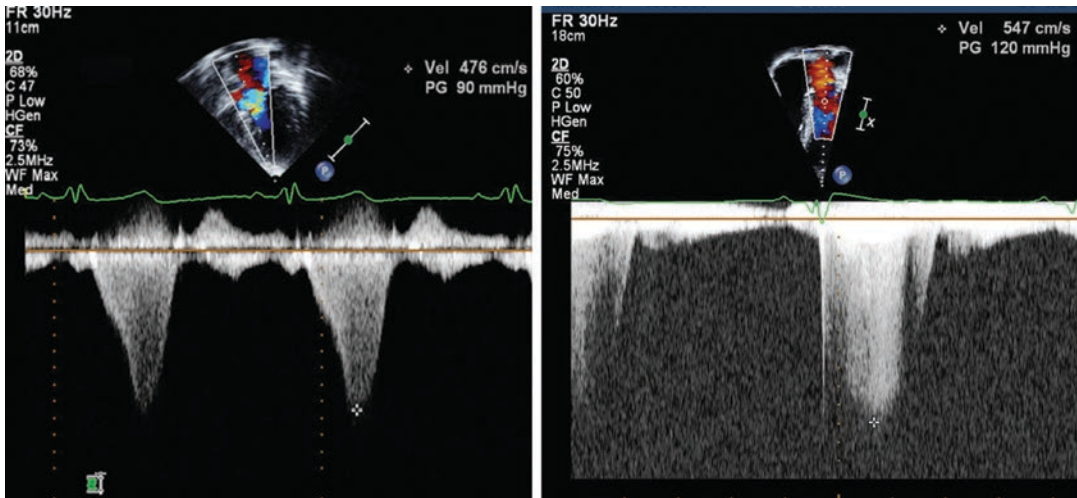 FR 30Hz
11cm
2D
68%
C 47
P Low
HGen
CF
73%
2.5MHz
WF Max
Med
Vel 476 cm/s
PG 90 mmHg
P
FR 30Hz
18cm
2D
60%
C 50
P Low
HGen
CF
75%
2.5MHz
WF Max
Med
Vel 547 cm/s
PG 120 mmHg
x
P